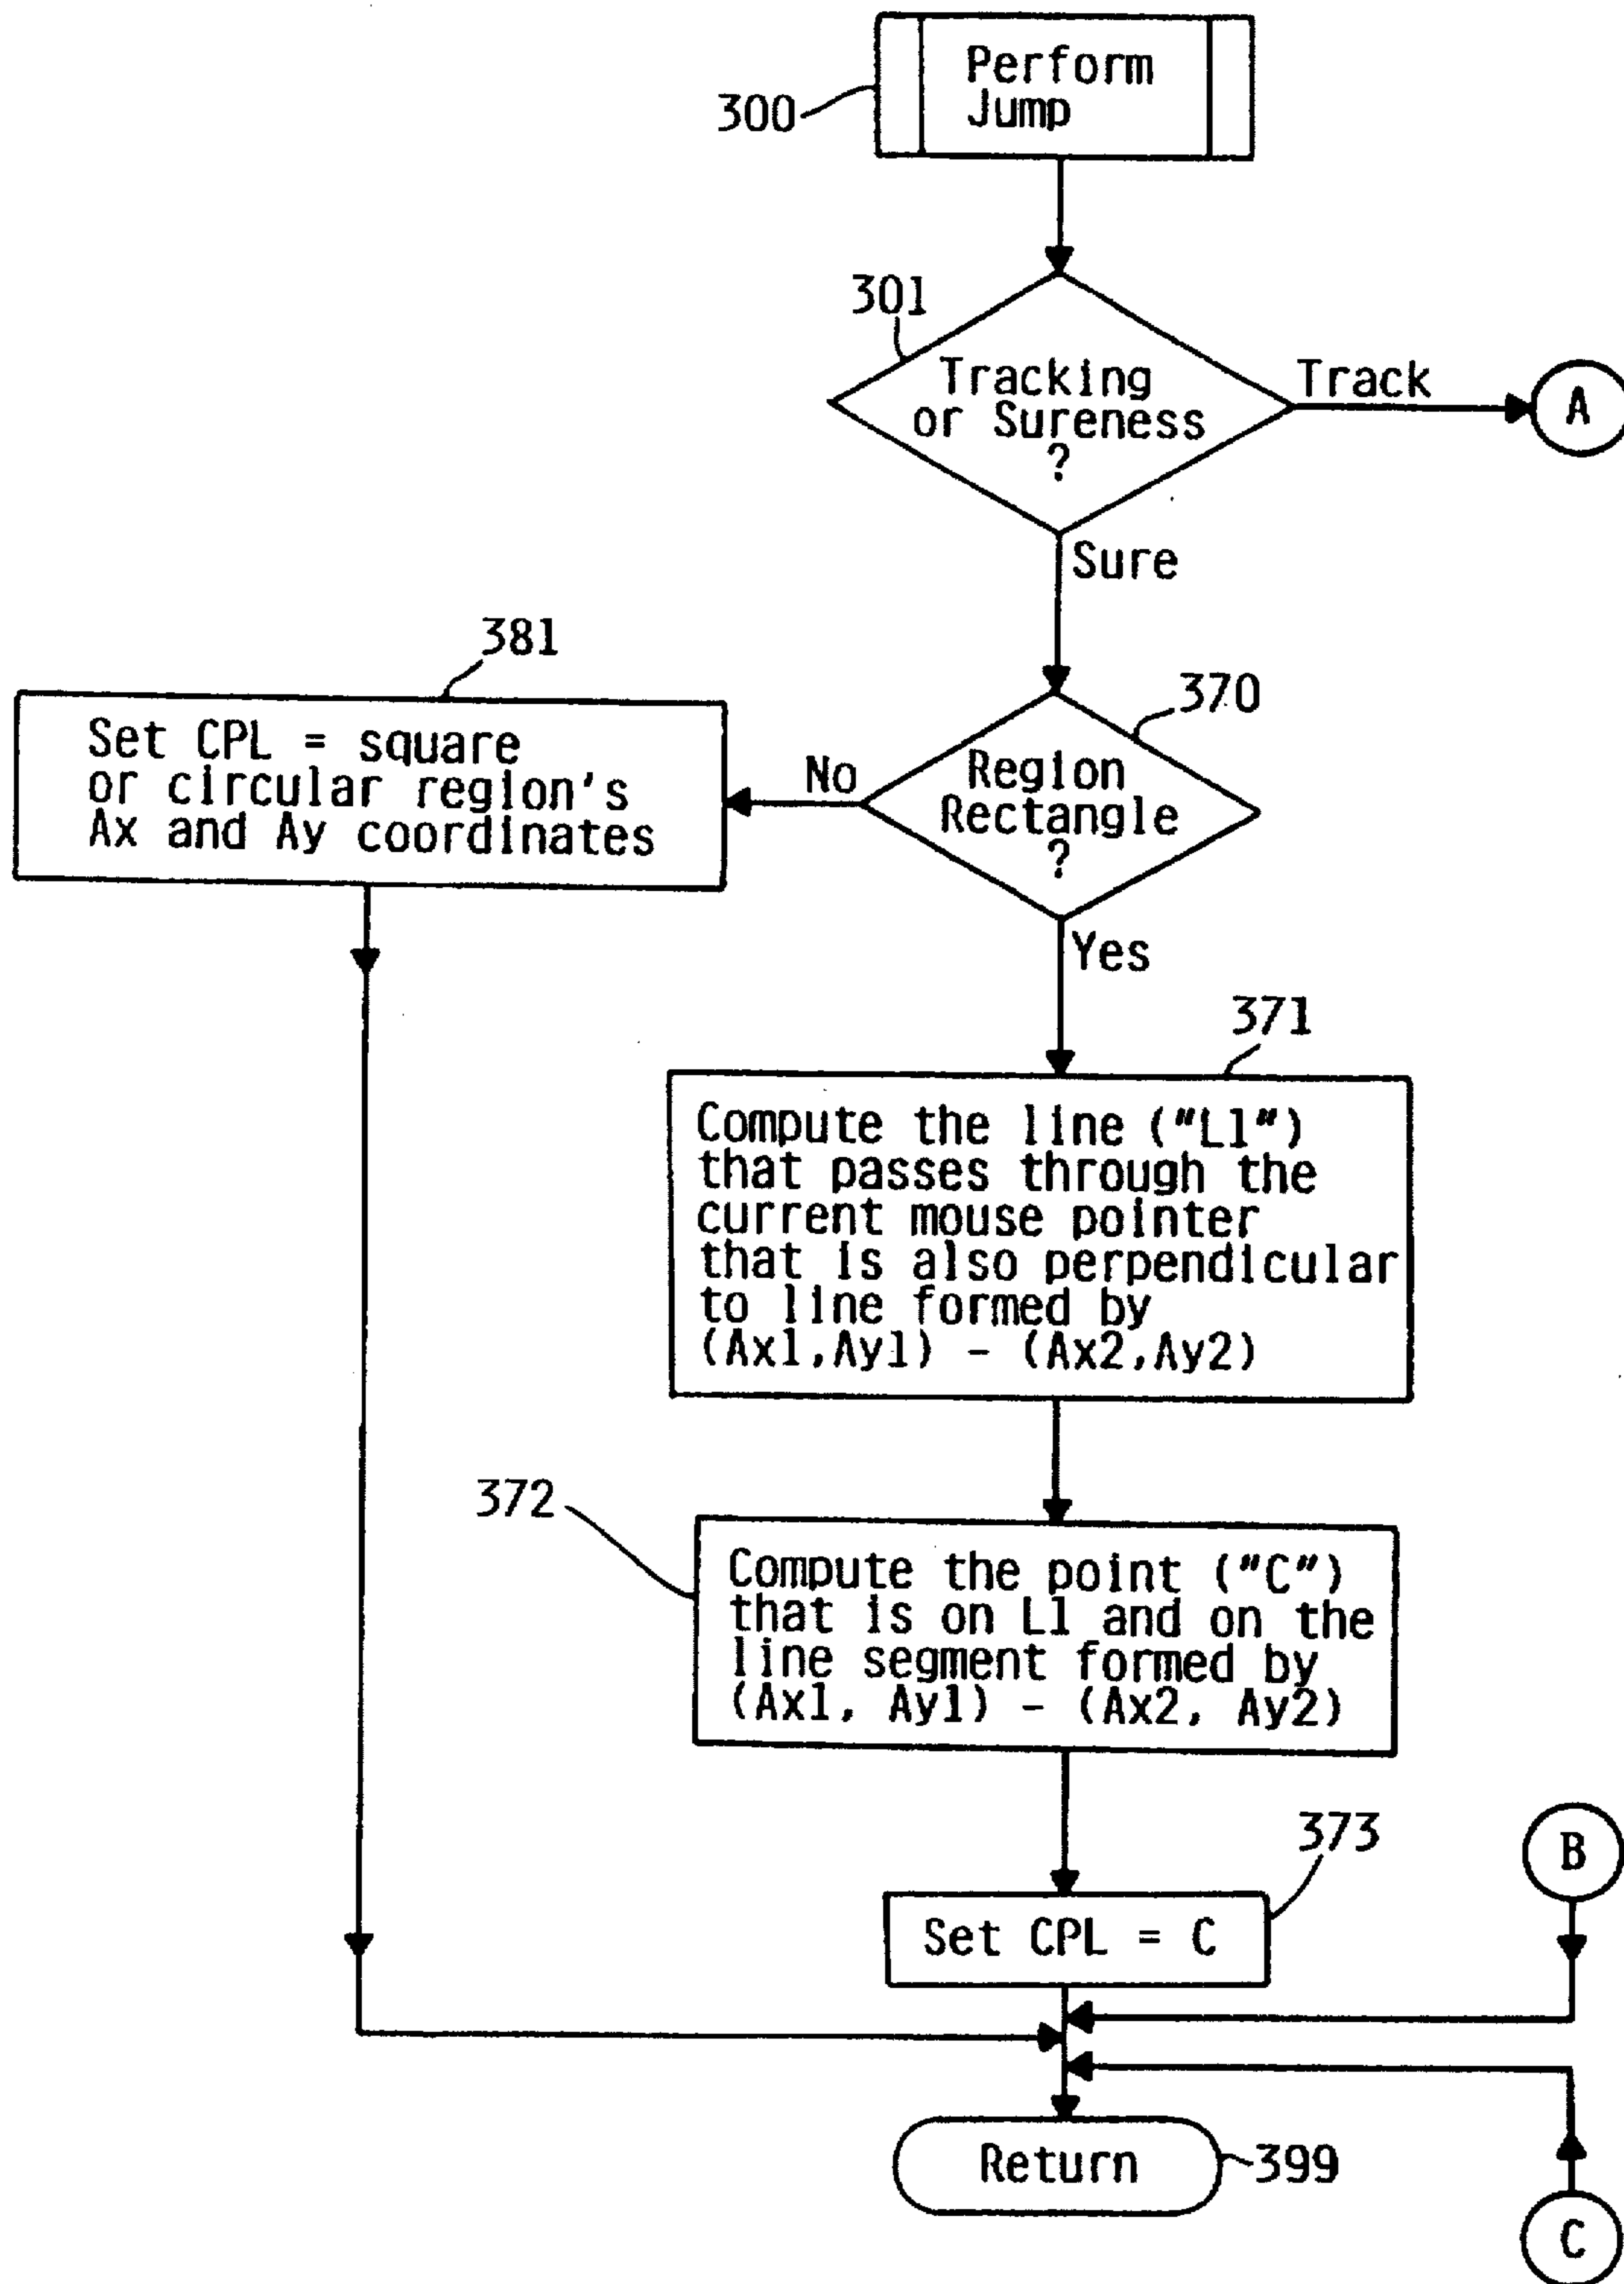 Perform
Jump
300
301
Tracking
or Sureness
?
Track
A
Sure
381
Set CPL = square
or circular region's
Ax and Ay coordinates
No
370
Region
Rectangle
?
Yes
371
Compute the line ("L1")
that passes through the
current mouse pointer
that is also perpendicular
to line formed by
(Ax1,Ay1) - (Ax2,Ay2)
372
Compute the point ("C")
that is on L1 and on the
line segment formed by
(Ax1, Ay1) - (Ax2, Ay2)
373
Set CPL = C
B
Return
399
C